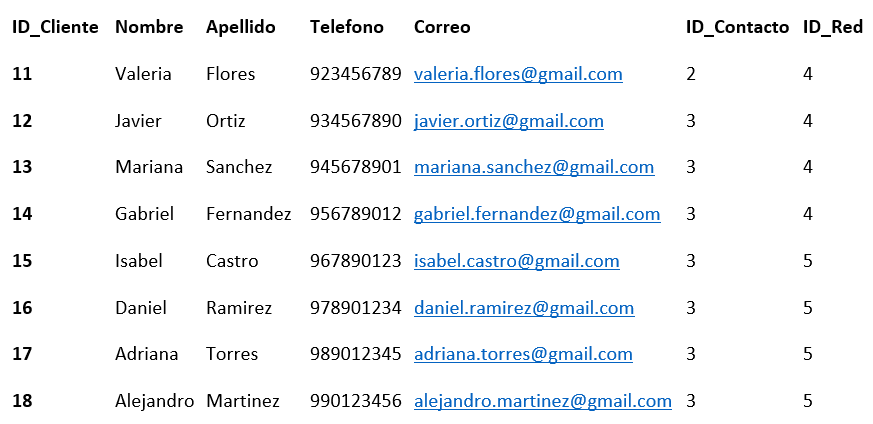 ID_Cliente Nombre Apellido Telefono Correo ID_Contacto ID_Red
11 Valeria Flores 923456789 valeria.flores@gmail.com 2 4
12 Javier Ortiz 934567890 javier.ortiz@gmail.com 3 4
13 Mariana Sanchez 945678901 mariana.sanchez@gmail.com 3 4
14 Gabriel Fernandez 956789012 gabriel.fernandez@gmail.com 3 4
15 Isabel Castro 967890123 isabel.castro@gmail.com 3 5
16 Daniel Ramirez 978901234 daniel.ramirez@gmail.com 3 5
17 Adriana Torres 989012345 adriana.torres@gmail.com 3 5
18 Alejandro Martinez 990123456 alejandro.martinez@gmail.com 3 5